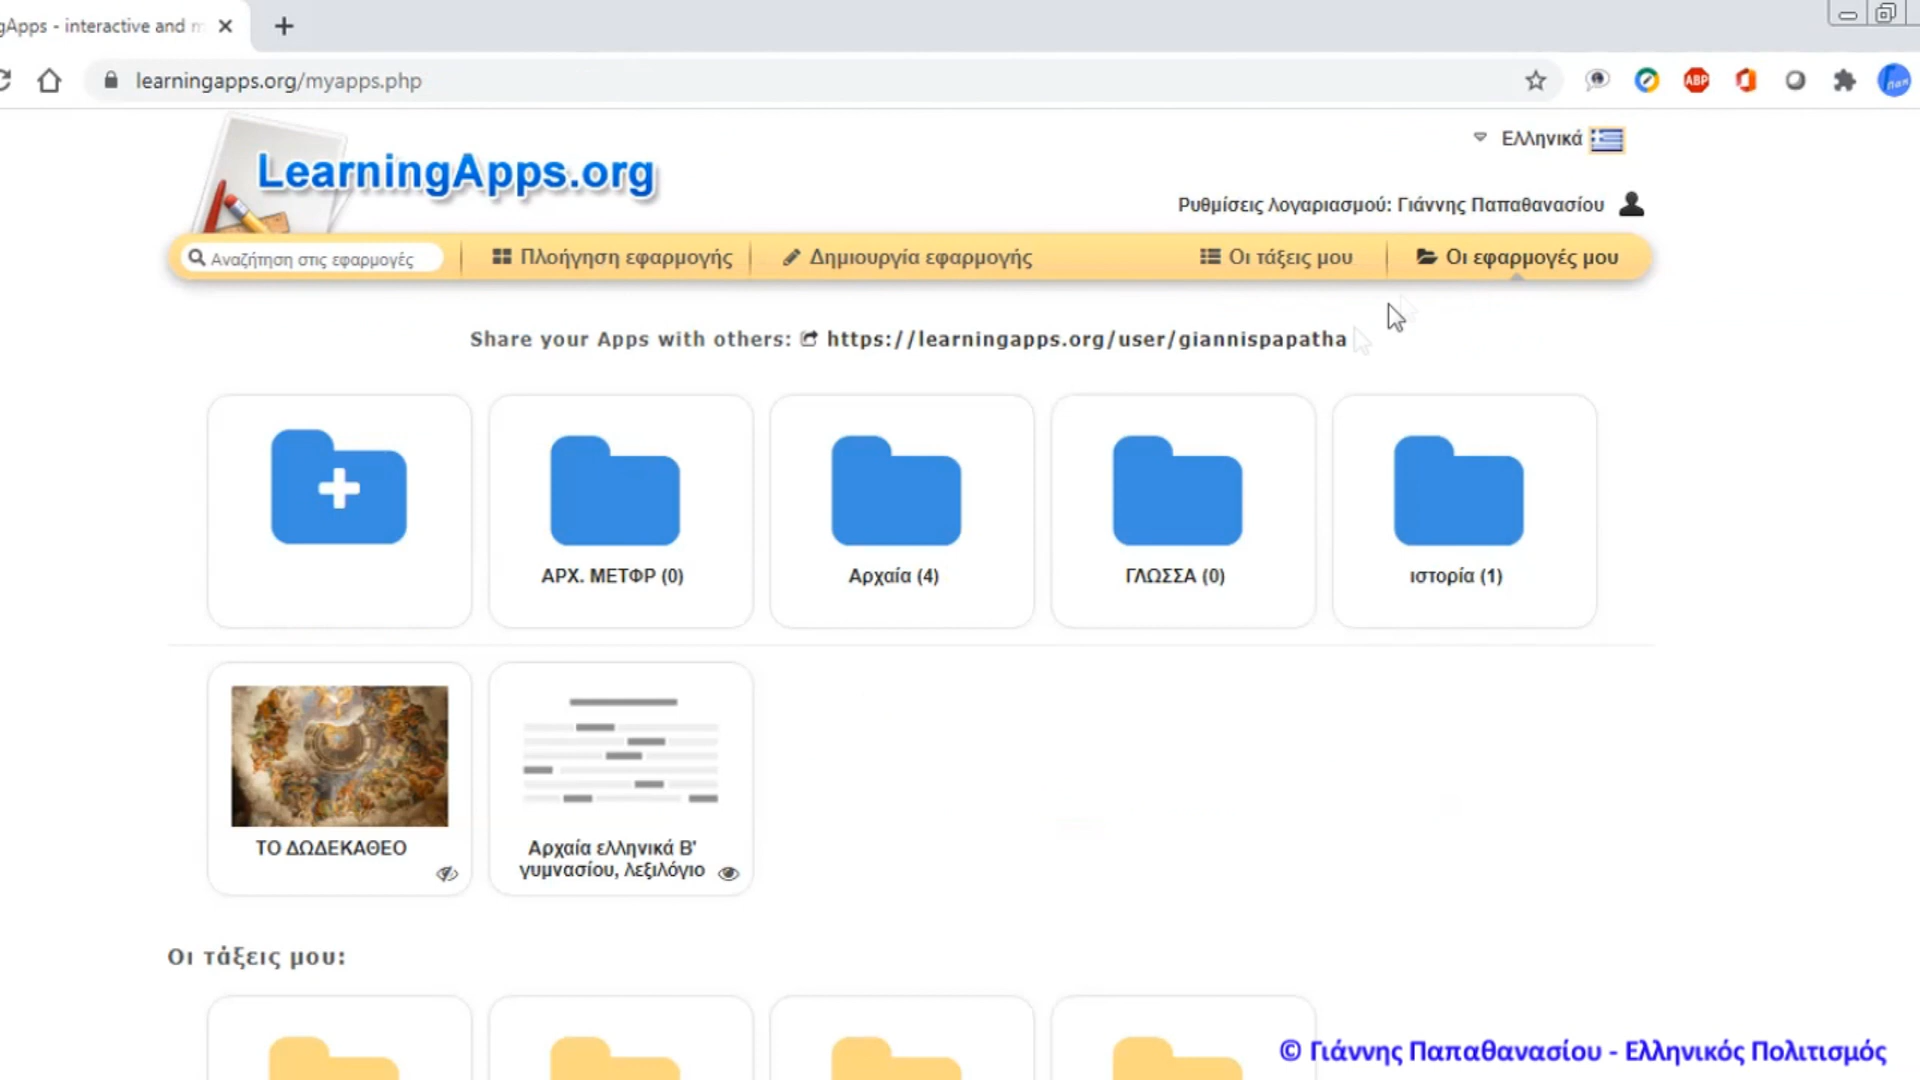 gApps - interactive and m
learningapps.org/myapps.php
ABP
Παπ
Ελληνικά
LearningApps.org
Ρυθμίσεις λογαριασμού: Γιάννης Παπαθανασίου
Αναζήτηση στις εφαρμογές
Πλοήγηση εφαρμογής
Δημιουργία εφαρμογής
Οι τάξεις μου
Οι εφαρμογές μου
Share your Apps with others: https://learningapps.org/user/giannispapatha
ΑΡΧ. ΜΕΤΦΡ (0)
Αρχαία (4)
ΓΛΩΣΣΑ (0)
ιστορία (1)
ΤΟ ΔΩΔΕΚΑΘΕΟ
Αρχαία ελληνικά Β'
γυμνασίου, λεξιλόγιο
Οι τάξεις μου:
© Γιάννης Παπαθανασίου - Ελληνικός Πολιτισμός